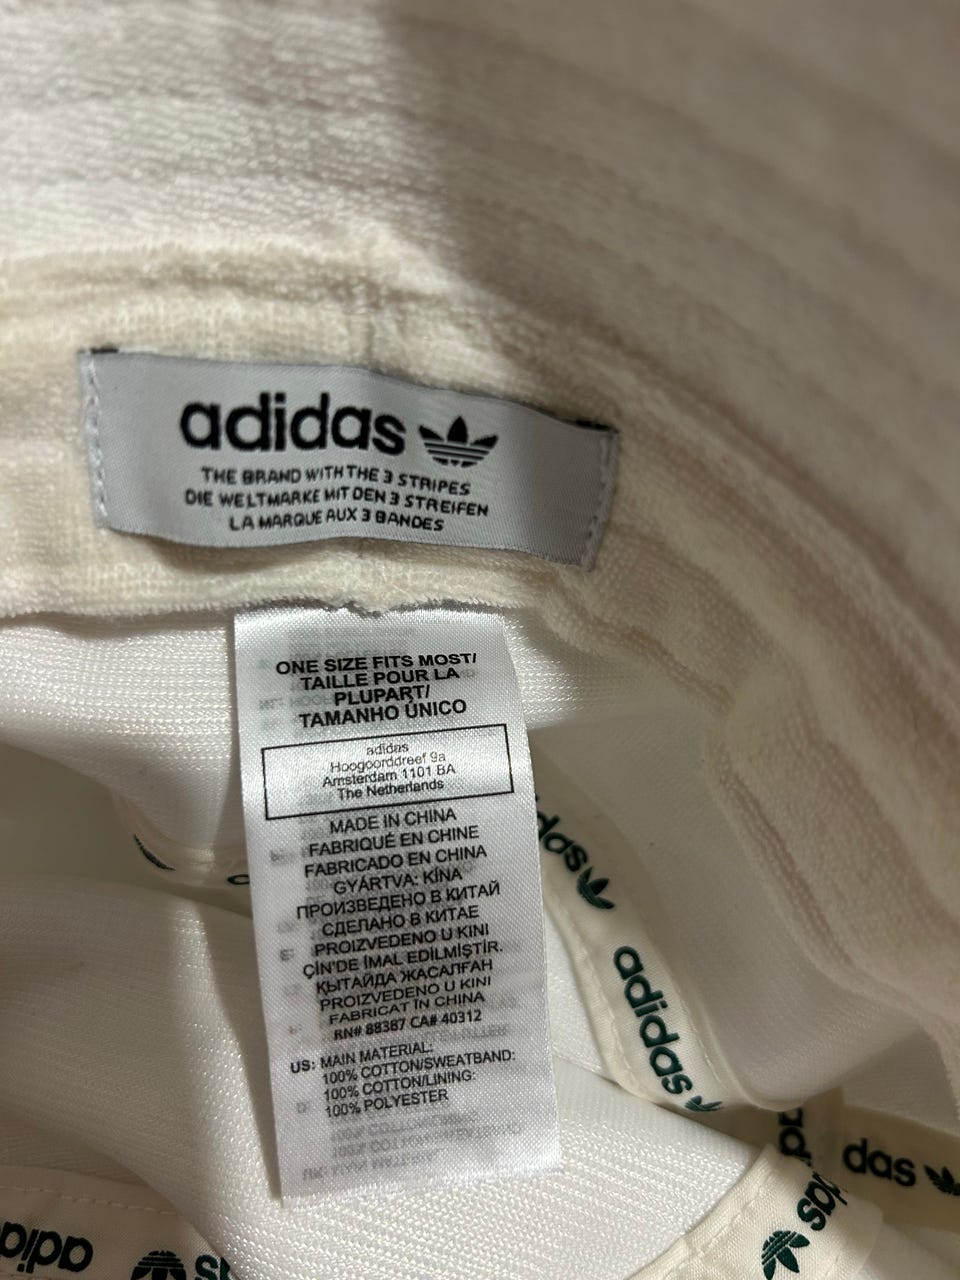 adidas
THE BRAND WITH THE 3 STRIPES
DIE WELTMARKE MIT DEN 3 STREIFEN
LA MARQUE AUX 3 BANDES
ONE SIZE FITS MOST/
TAILLE POUR LA
PLUPART/
TAMANHO ÚNICO
adidas
Hoogoorddreef 9a
Amsterdam 1101 BA
The Netherlands
MADE IN CHINA
FABRIQUÉ EN CHINE
FABRICADO EN CHINA
GYÁRTVA: KÍNA
ПРОИЗВЕДЕНО В КИТАЙ
СДЕЛАНО В КИТАЕ
PROIZVEDENO U KINI
ÇİN'DE İMAL EDİLMİŞTİR.
ҚЫТАЙДА ЖАСАЛҒАН
PROIZVEDENO U KINI
FABRICAT ÎN CHINA
RN# 88387 CA# 40312
US: MAIN MATERIAL:
100% COTTON/SWEATBAND:
100% COTTON/LINING:
100% POLYESTER
das
adidas
das
das
adidas